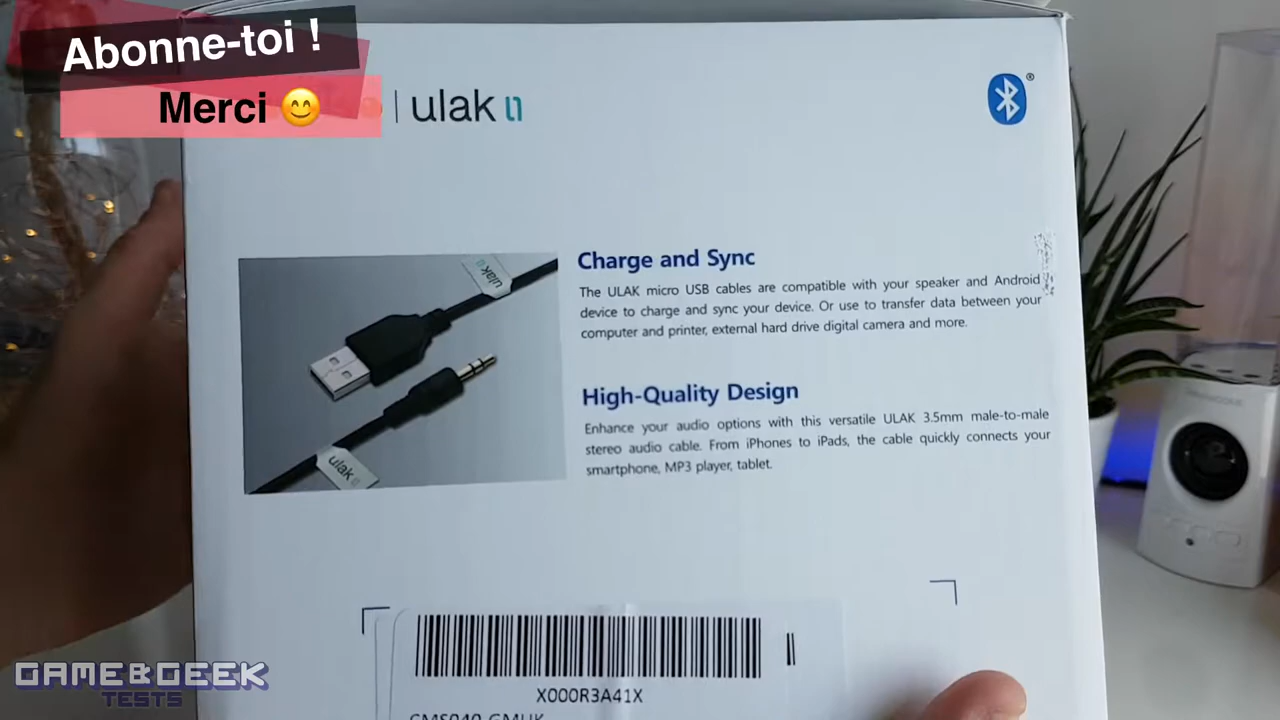 Abonne-toi !
Merci 😊
ulak
Charge and Sync
The ULAK micro USB cables are compatible with your speaker and Android
device to charge and sync your device. Or use to transfer data between your
computer and printer, external hard drive digital camera and more.
ulak
ulak
High-Quality Design
Enhance your audio options with this versatile ULAK 3.5mm male-to-male
stereo audio cable. From iPhones to iPads, the cable quickly connects your
smartphone, MP3 player, tablet.
X000R3A41X
GAME&GEEK
TESTS